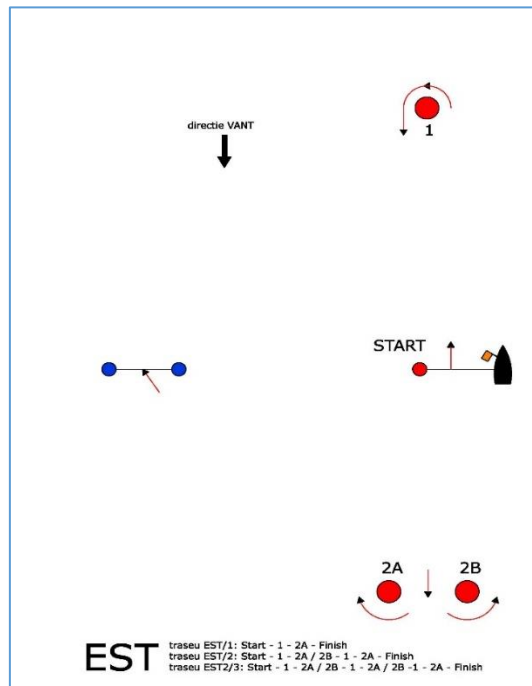 1
directie VANT
START
2A 2B
EST
traseu EST/1: Start - 1 - 2A - Finish
traseu EST/2: Start - 1 - 2A / 2B - 1 - 2A - Finish
traseu EST2/3: Start - 1 - 2A / 2B - 1 - 2A / 2B -1 - 2A - Finish